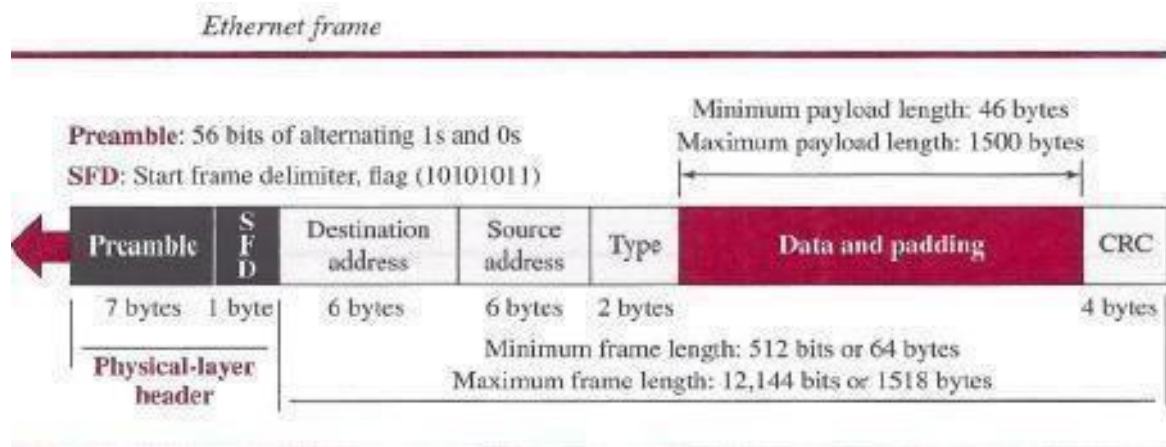 Ethernet frame
Minimum payload length: 46 bytes
Preamble: 56 bits of alternating 1s and 0s
Maximum payload length: 1500 bytes
SFD: Start frame delimiter, flag (10101011)
Preamble
S
F
D
Destination
address
Source
address
Type
Data and padding
CRC
7 bytes 1 byte 6 bytes 6 bytes 2 bytes 4 bytes
Physical-layer
header
Minimum frame length: 512 bits or 64 bytes
Maximum frame length: 12,144 bits or 1518 bytes